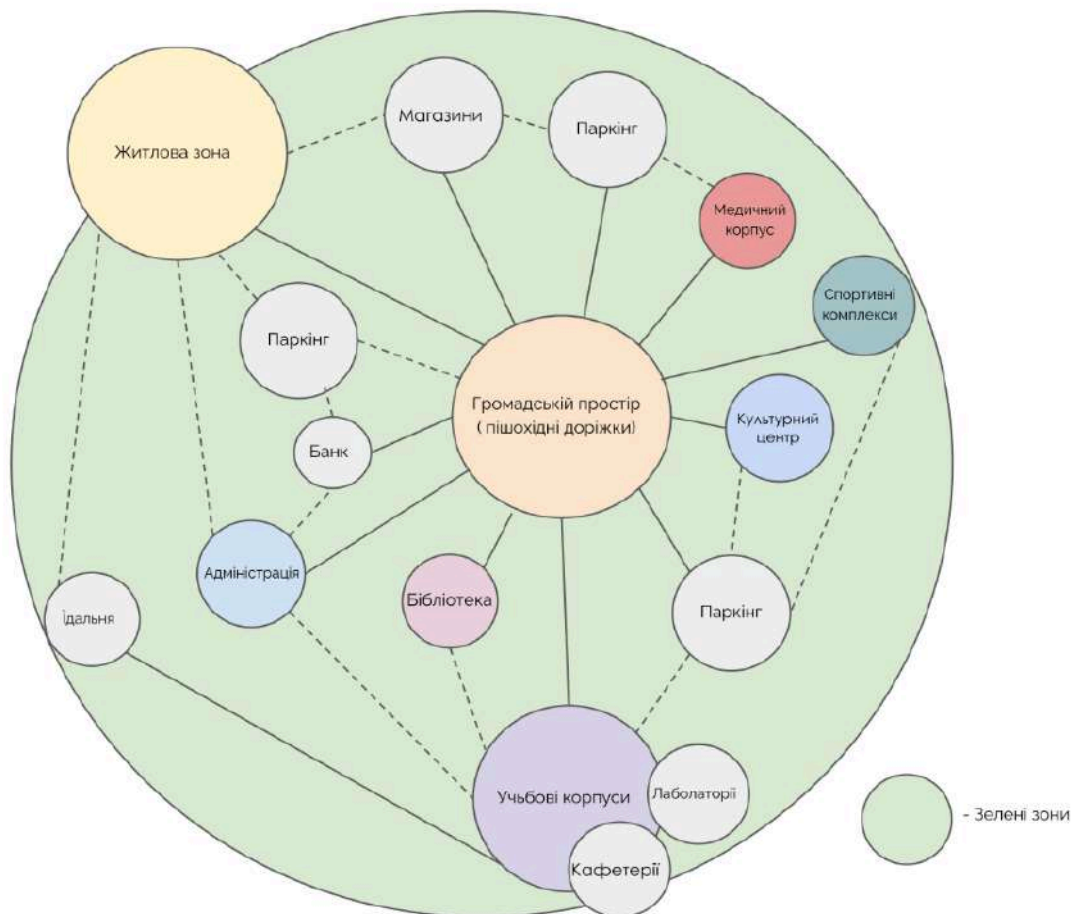 Житлова зона
Магазини
Паркінг
Медичний
корпус
Спортивні
комплекси
Паркінг
Громадській простір
( пішохідні доріжки)
Культурний
центр
Банк
Адміністрація
Бібліотека
Паркінг
Їдальня
Учьбові корпуси
Лаболаторії
Кафетерії
- Зелені зони